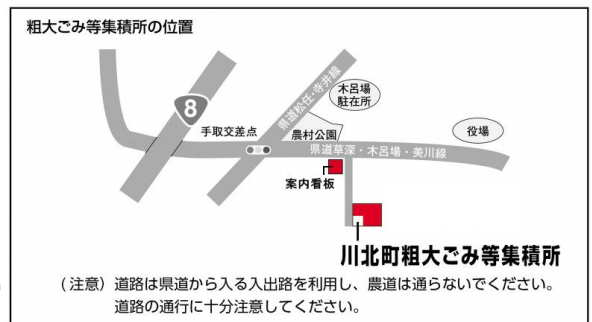 粗大ごみ等集積所の位置
8
県道松任・寺井線
木呂場
駐在所
手取交差点
農村公園
役場
県道草深・木呂場・美川線
案内看板
川北町粗大ごみ等集積所
(注意)道路は県道から入る入出路を利用し、農道は通らないでください。
道路の通行に十分注意してください。